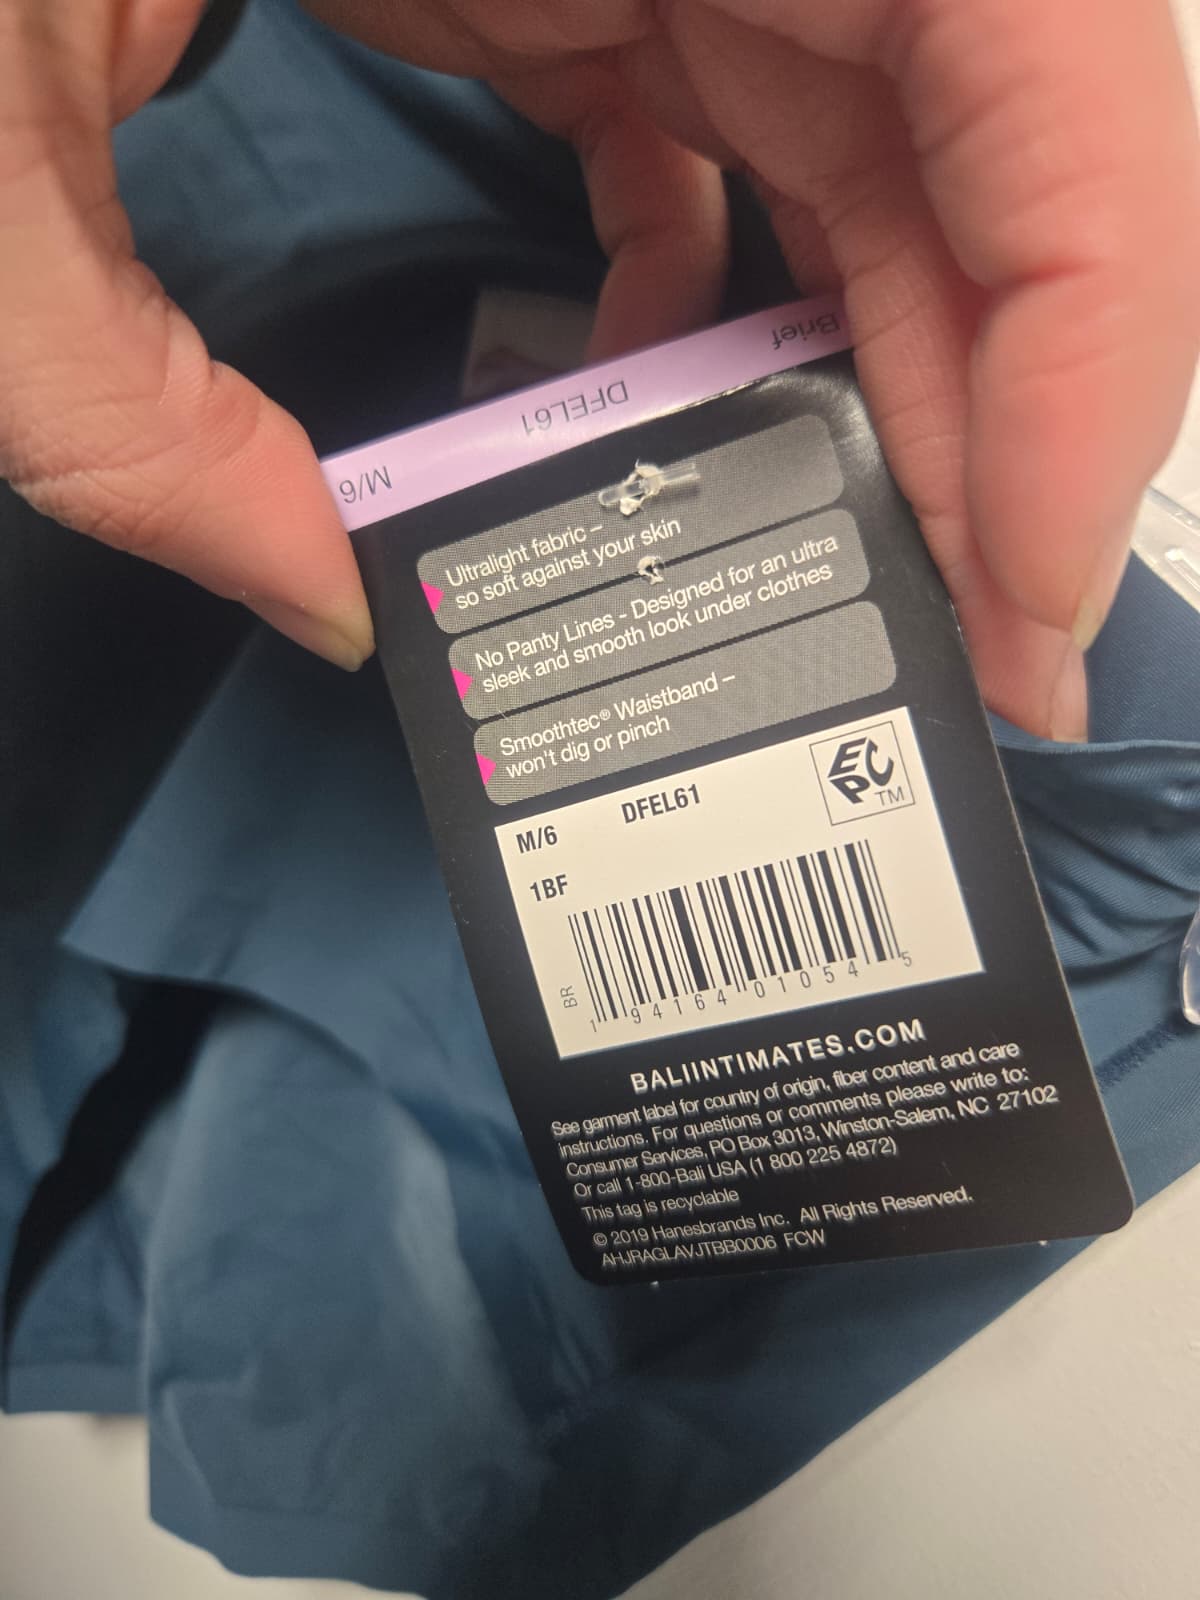 Brief
DFEL61
M/6
Ultralight fabric –
so soft against your skin
No Panty Lines - Designed for an ultra
sleek and smooth look under clothes
Smoothtec® Waistband –
won't dig or pinch
EPC
TM
M/6 DFEL61
1BF
BR
1 94164 01054 5
BALIINTIMATES.COM
See garment label for country of origin, fiber content and care
instructions. For questions or comments please write to:
Consumer Services, PO Box 3013, Winston-Salem, NC 27102
Or call 1-800-Bali USA (1 800 225 4872)
This tag is recyclable
© 2019 Hanesbrands Inc. All Rights Reserved.
AHJRAGLAVJTBB0006 FCW